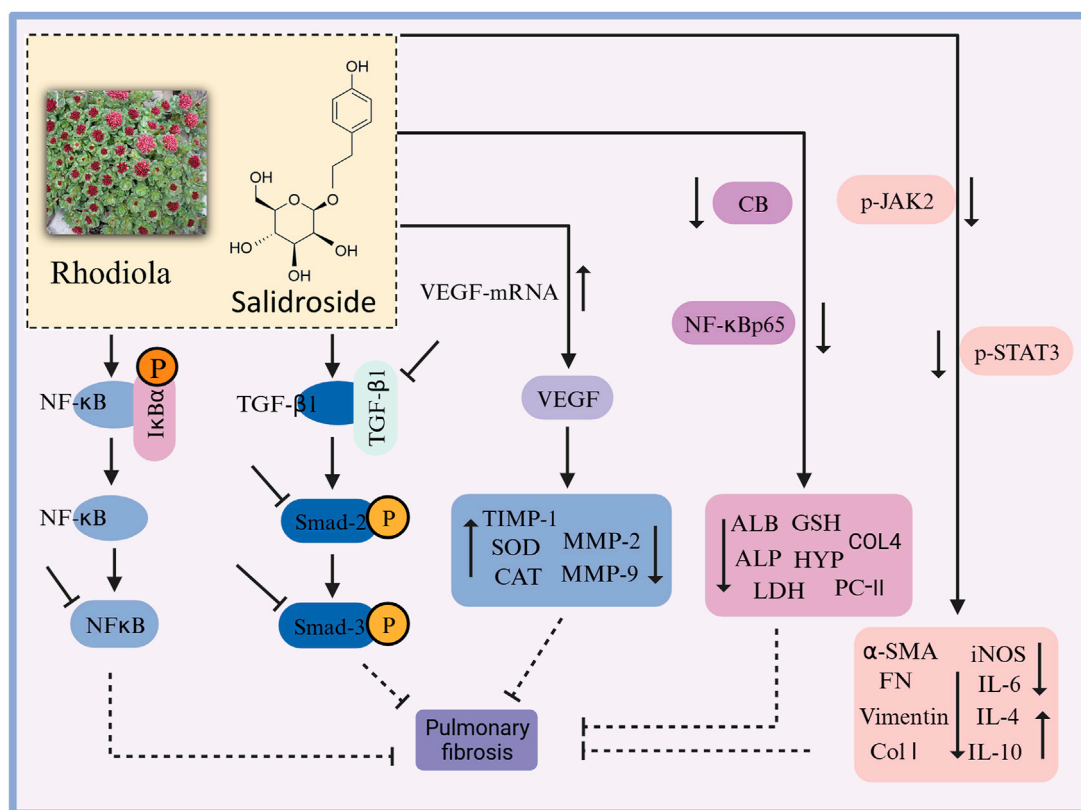 OH
OH
O
O
HO
OH
OH
Rhodiola
Salidroside
VEGF-mRNA
CB
p-JAK2
NF-κBp65
p-STAT3
P
NF-κB
IκBα
TGF-β1
TGF-β1
VEGF
NF-κB
Smad-2
P
NFκB
Smad-3
P
TIMP-1
SOD
CAT
MMP-2
MMP-9
ALB GSH
COL4
ALP HYP
LDH
PC-II
α-SMA
FN
Vimentin
Col I
iNOS
IL-6
IL-4
IL-10
Pulmonary
fibrosis